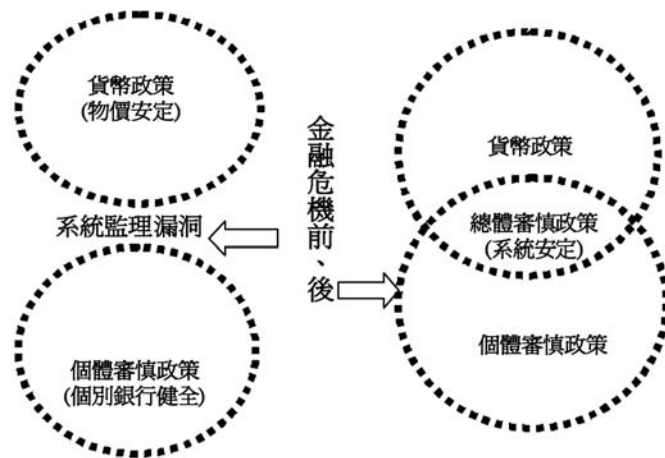 貨幣政策
(物價安定)
系統監理漏洞
個體審慎政策
(個別銀行健全)
金融危機前、後
貨幣政策
總體審慎政策
(系統安定)
個體審慎政策